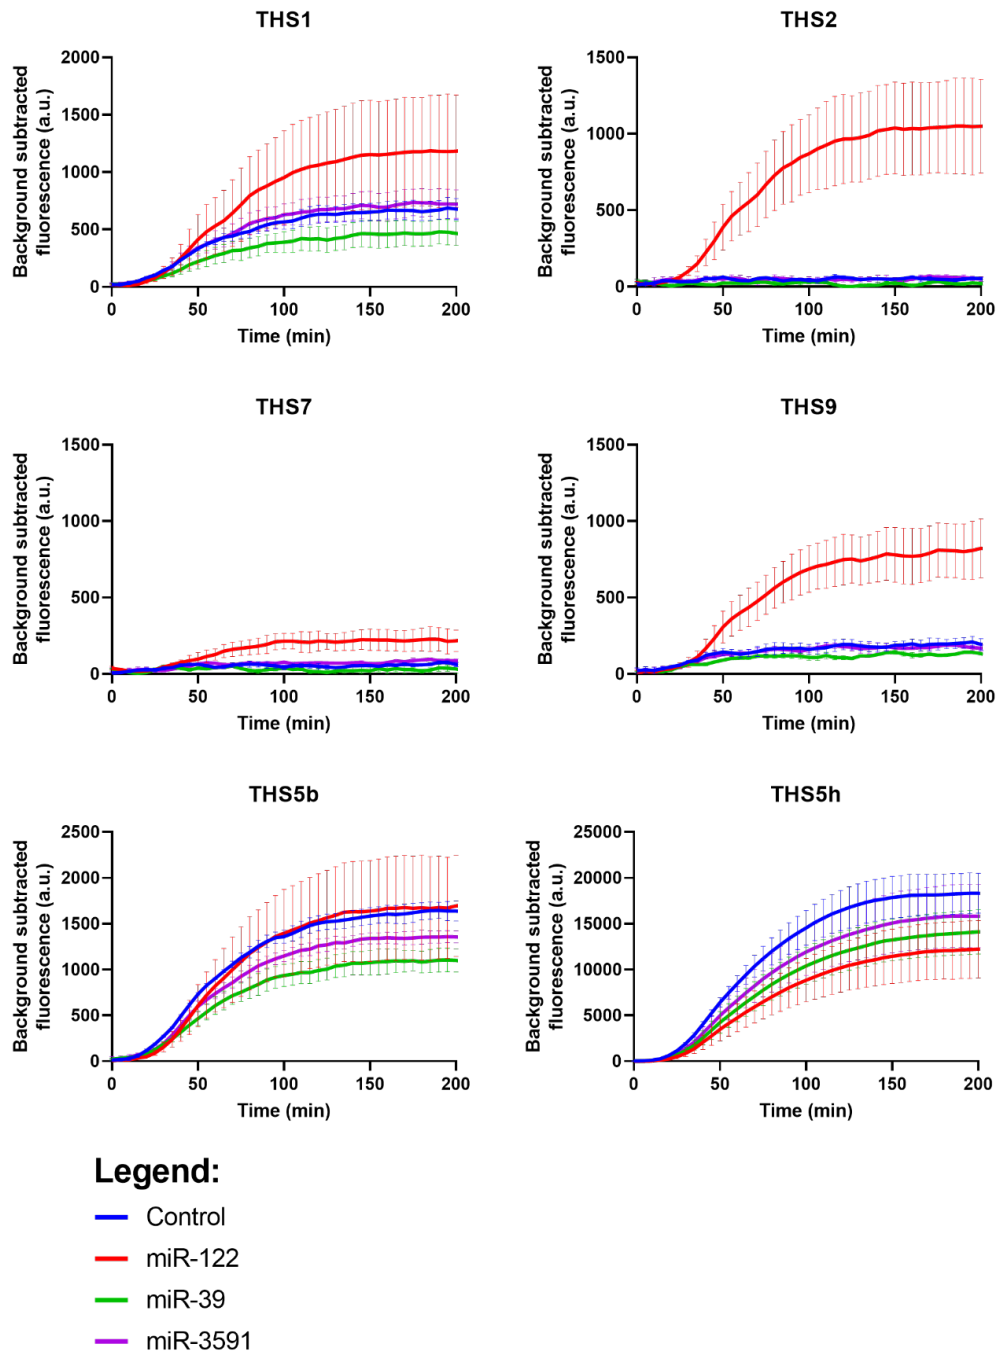 THS1
Background subtracted
fluorescence (a.u.)
2000
1500
1000
500
0
0 50 100 150 200
Time (min)
THS2
Background subtracted
fluorescence (a.u.)
1500
1000
500
0
0 50 100 150 200
Time (min)
THS7
Background subtracted
fluorescence (a.u.)
1500
1000
500
0
0 50 100 150 200
Time (min)
THS9
Background subtracted
fluorescence (a.u.)
1500
1000
500
0
0 50 100 150 200
Time (min)
THS5b
Background subtracted
fluorescence (a.u.)
2500
2000
1500
1000
500
0
0 50 100 150 200
Time (min)
THS5h
Background subtracted
fluorescence (a.u.)
25000
20000
15000
10000
5000
0
0 50 100 150 200
Time (min)
Legend:
Control
miR-122
miR-39
miR-3591